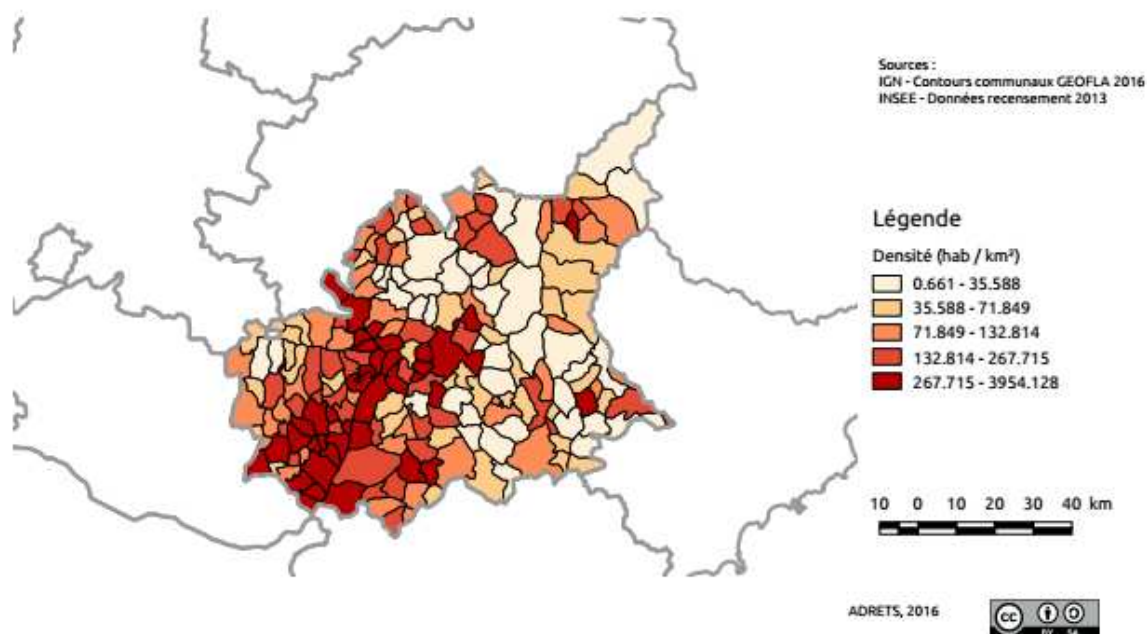 Sources :
IGN - Contours communaux GEOFLA 2016
INSEE - Données recensement 2013
Légende
Densité (hab / km²)
0.661 - 35.588
35.588 - 71.849
71.849 - 132.814
132.814 - 267.715
267.715 - 3954.128
10 0 10 20 30 40 km
ADRETS, 2016
cc